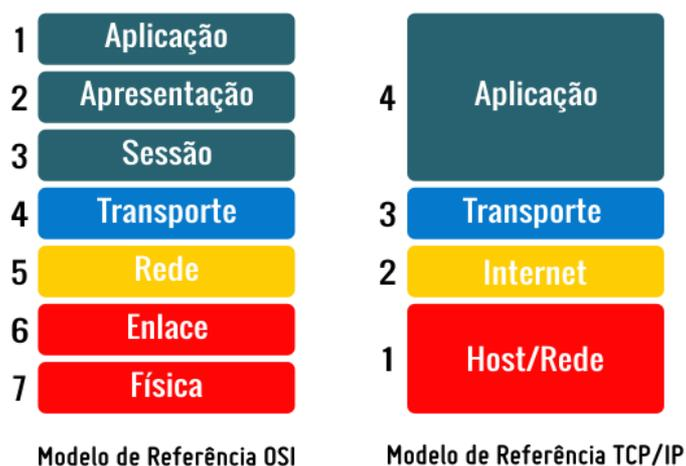 1 Aplicação
2 Apresentação
3 Sessão
4 Transporte
5 Rede
6 Enlace
7 Física
Modelo de Referência OSI
4 Aplicação
3 Transporte
2 Internet
1 Host/Rede
Modelo de Referência TCP/IP